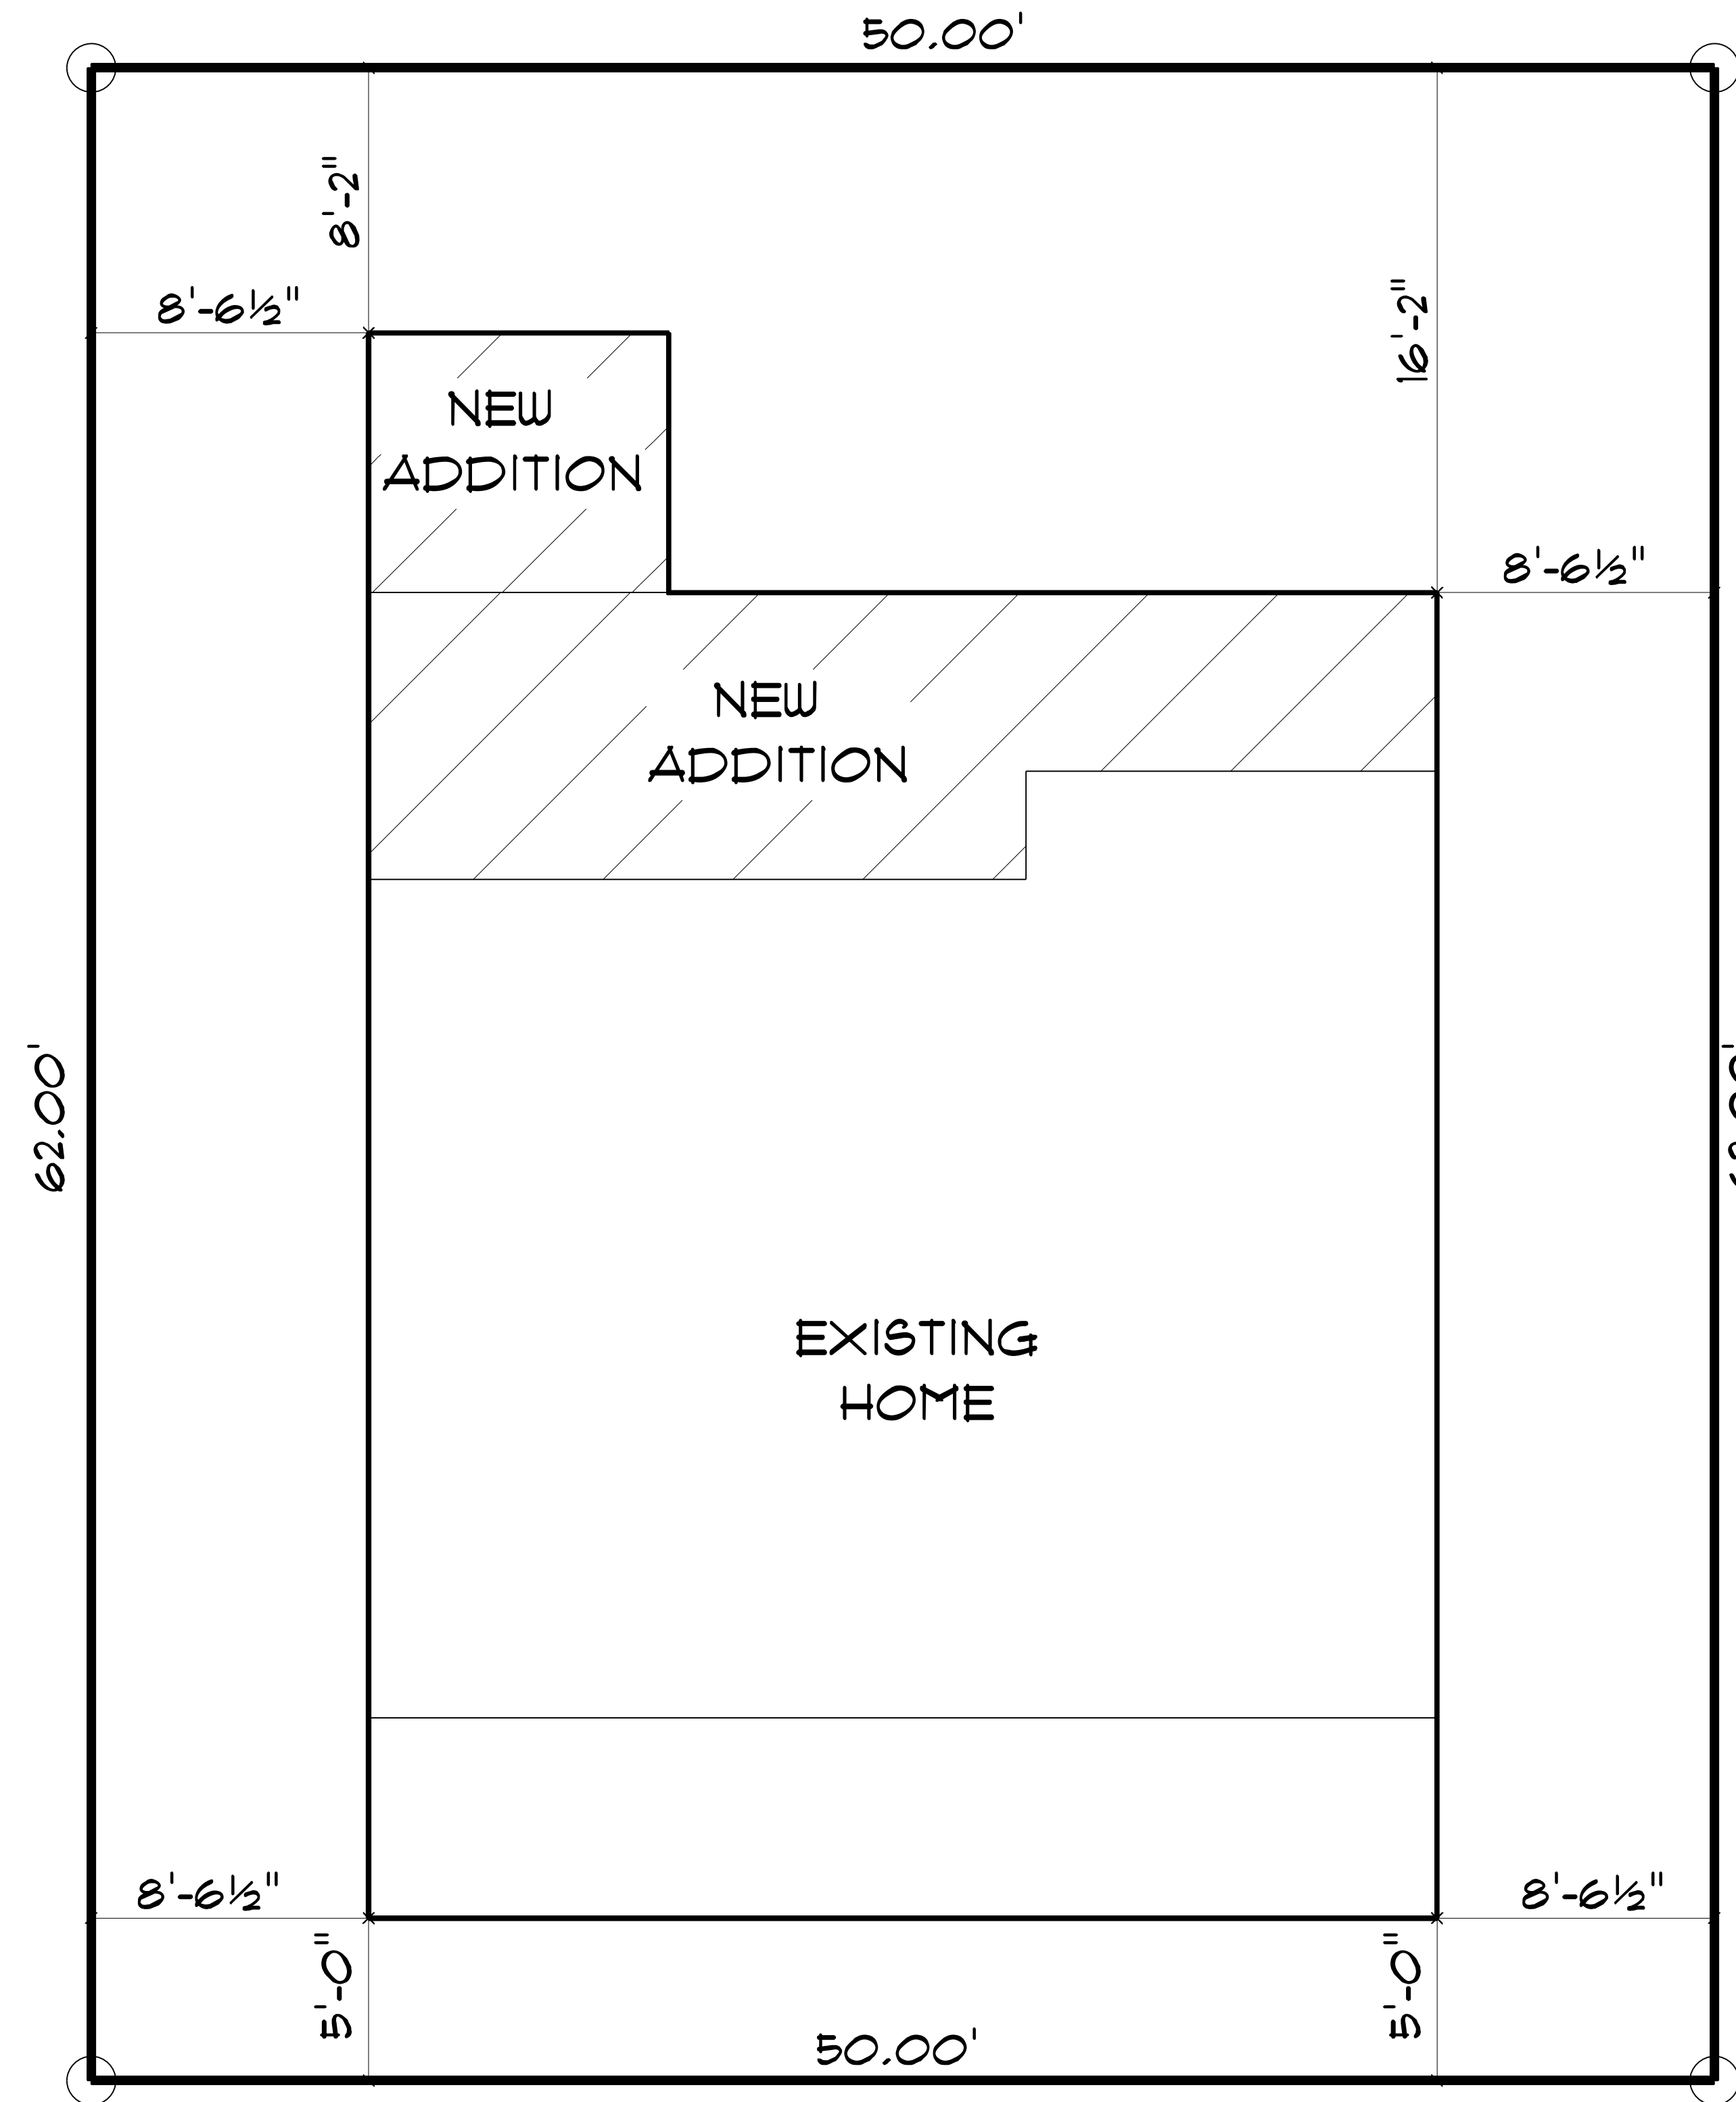 50.00'
8'-2"
8'-6½"
16'-2"
NEW
ADDITION
8'-6½"
NEW
ADDITION
62.00'
EXISTING
HOME
8'-6½"
8'-6½"
5'-0"
5'-0"
50.00'